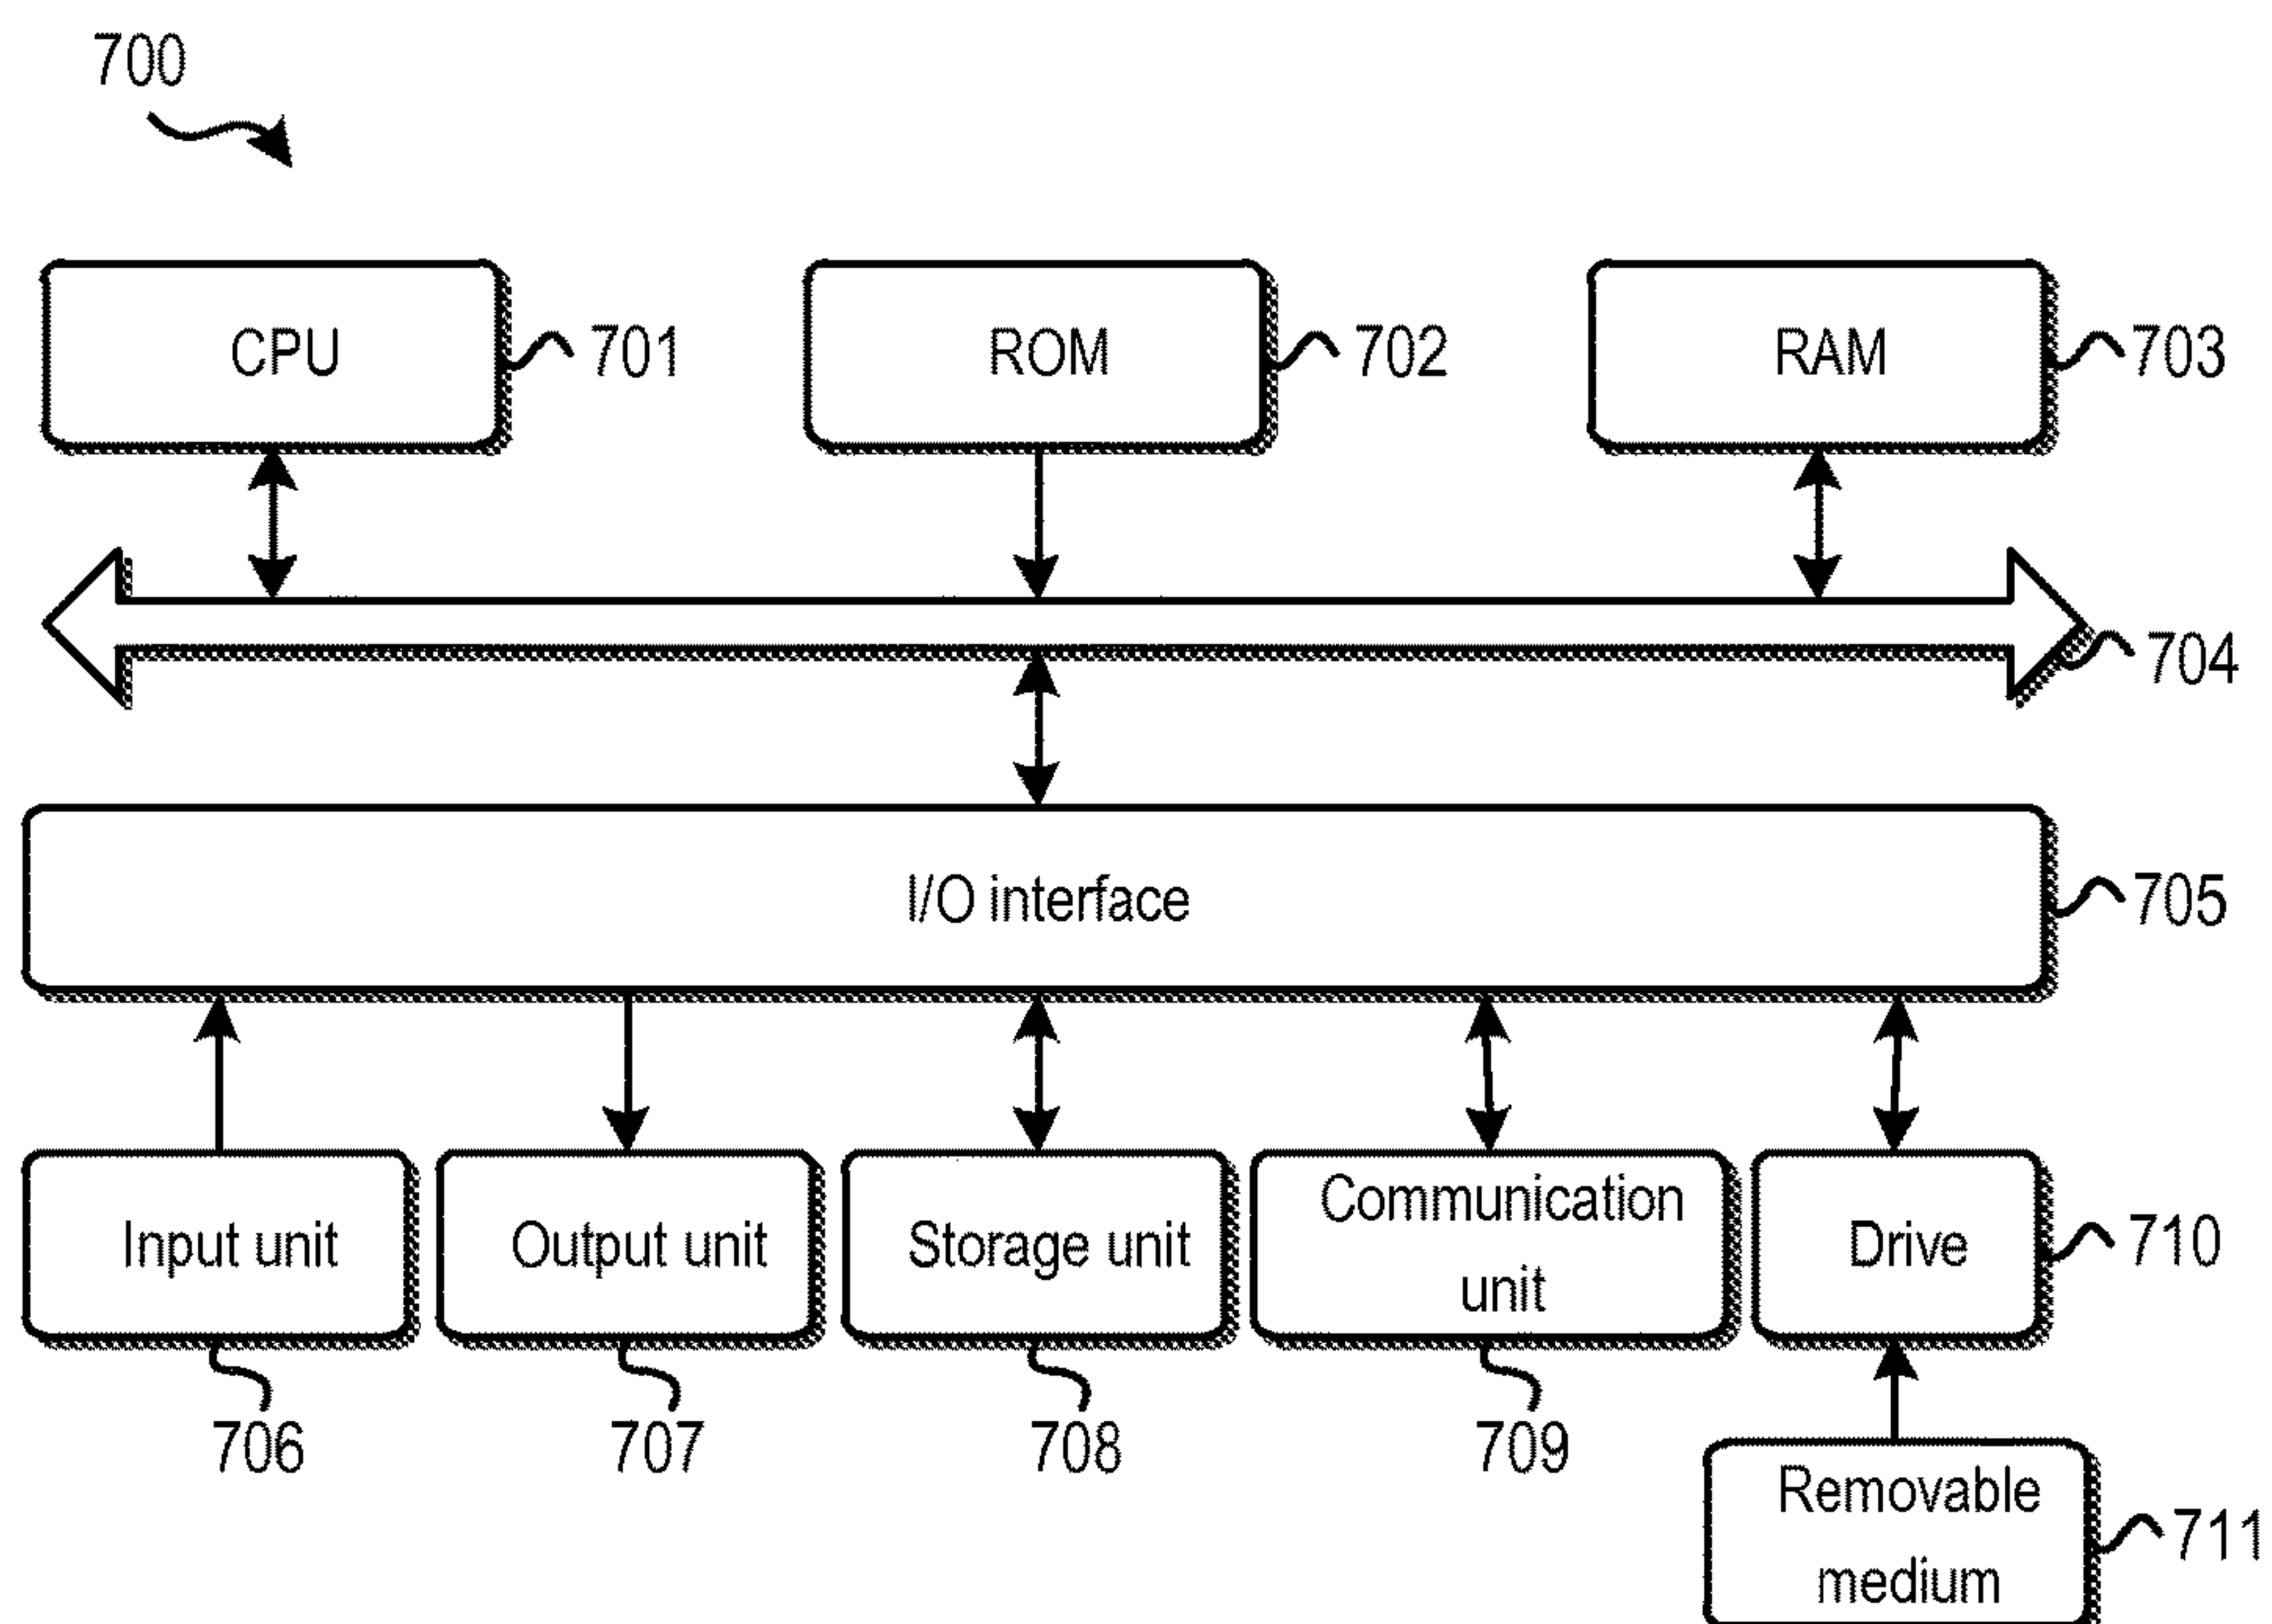 700
CPU
701
ROM
702
RAM
703
704
I/O interface
705
Input unit
Output unit
Storage unit
Communication
unit
Drive
710
706
707
708
709
Removable
medium
711